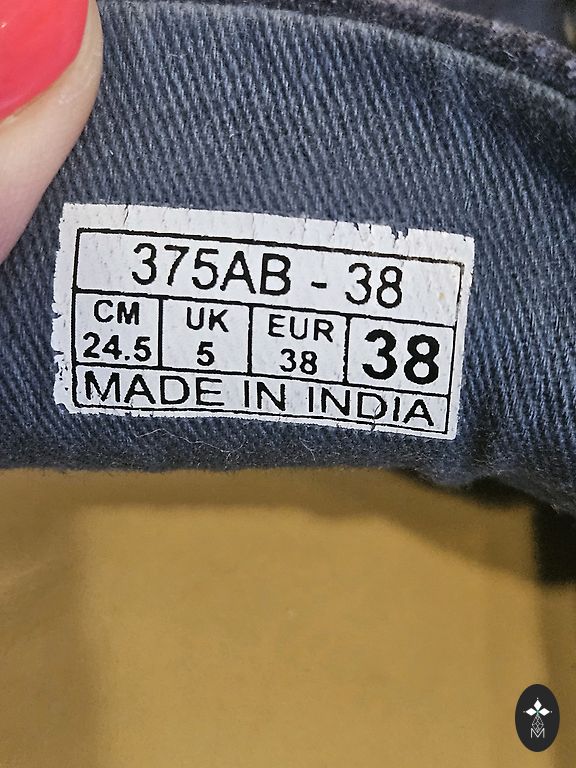 375AB - 38
CM UK EUR 38
24.5 5 38
MADE IN INDIA
M